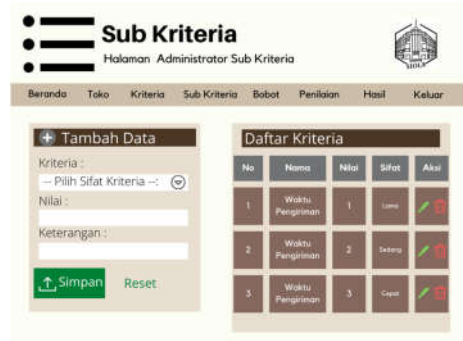 Sub Kriteria
Halaman Administrator Sub Kriteria
Beranda Toko Kriteria Sub Kriteria Bobot Penilaian Hasil Keluar
Tambah Data
Kriteria :
-- Pilih Sifat Kriteria --:
Nilai :
Keterangan :
Simpan Reset
Daftar Kriteria
No Nama Nilai Sifat Aksi
1 Waktu Pengiriman 1 Lama
2 Waktu Pengiriman 2 Sedang
3 Waktu Pengiriman 3 Cepat